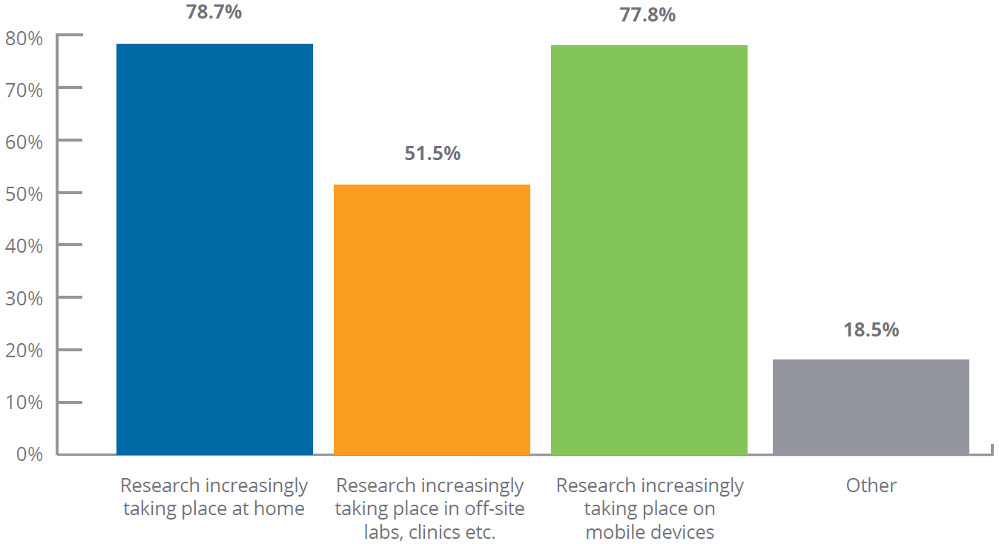 78.7%
77.8%
51.5%
18.5%
80%
70%
60%
50%
40%
30%
20%
10%
0%
Research increasingly
taking place at home
Research increasingly
taking place in off-site
labs, clinics etc.
Research increasingly
taking place on
mobile devices
Other